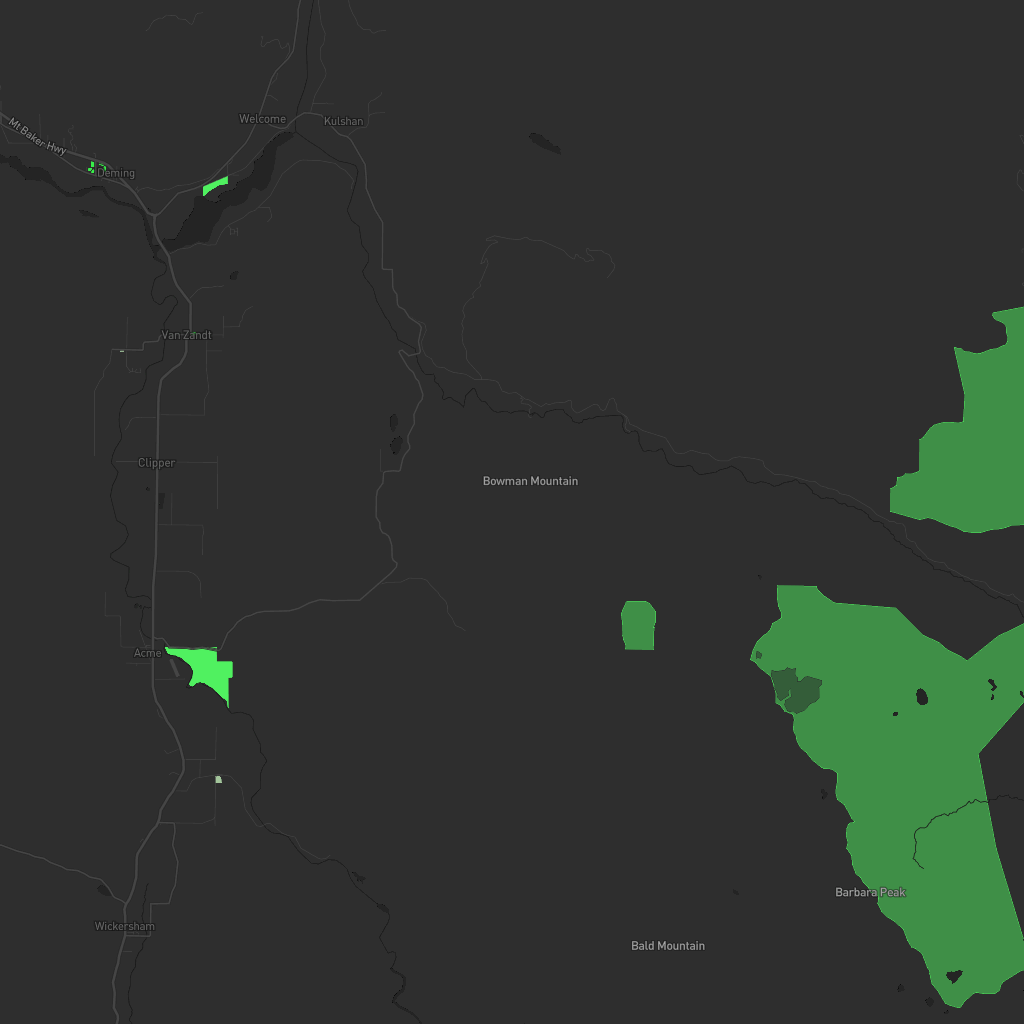 Welcome
Kulshan
Mt Baker Hwy
Deming
Van Zandt
Clipper
Bowman Mountain
Acme
Barbara Peak
Wickersham
Bald Mountain